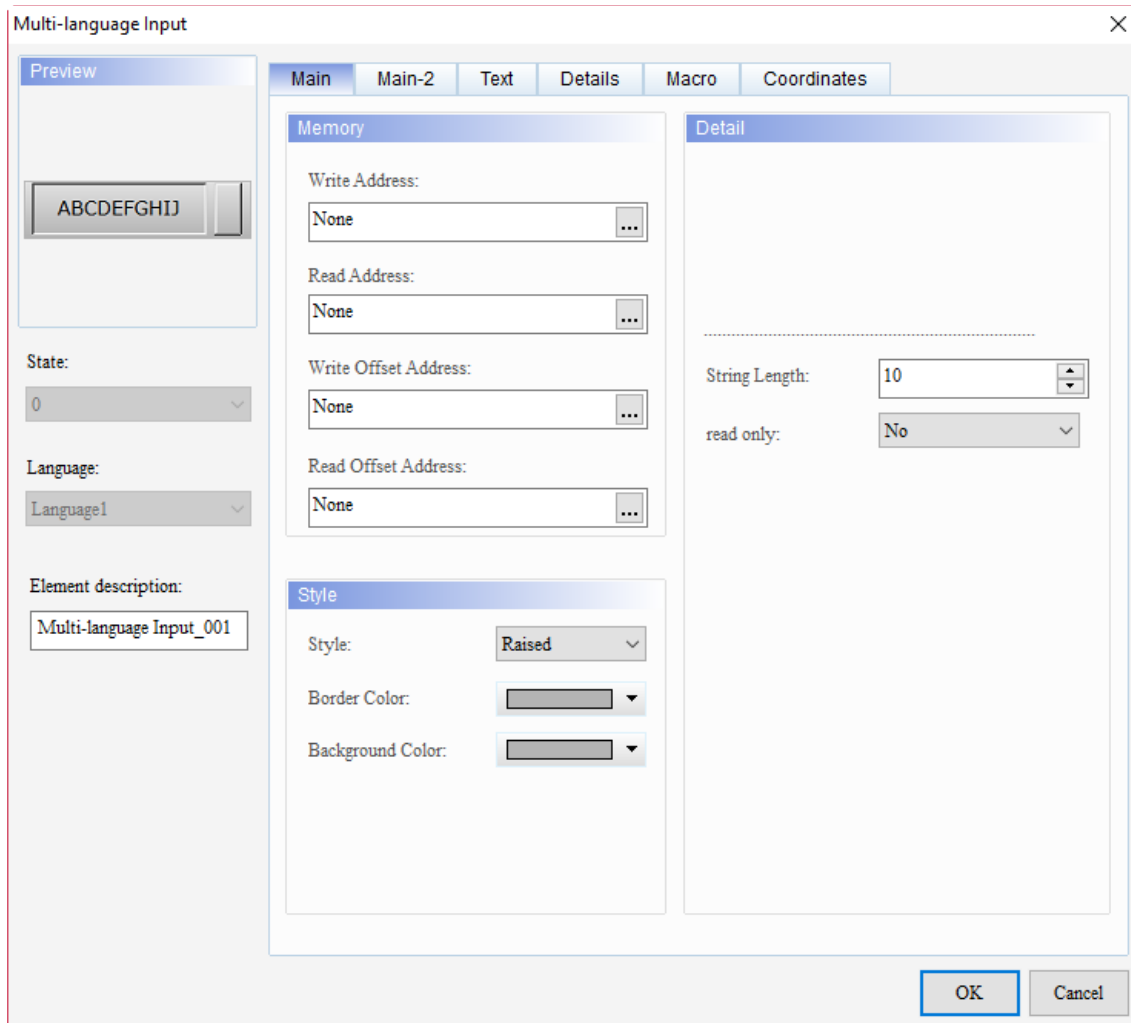 Multi-language Input
Preview
ABCDEFGHIJ
State:
0
Language:
Language1
Element description:
Multi-language Input_001
Main Main-2 Text Details Macro Coordinates
Memory
Write Address:
None ...
Read Address:
None ...
Write Offset Address:
None ...
Read Offset Address:
None ...
Style
Style: Raised
Border Color:
Background Color:
Detail
String Length: 10
read only: No
OK Cancel